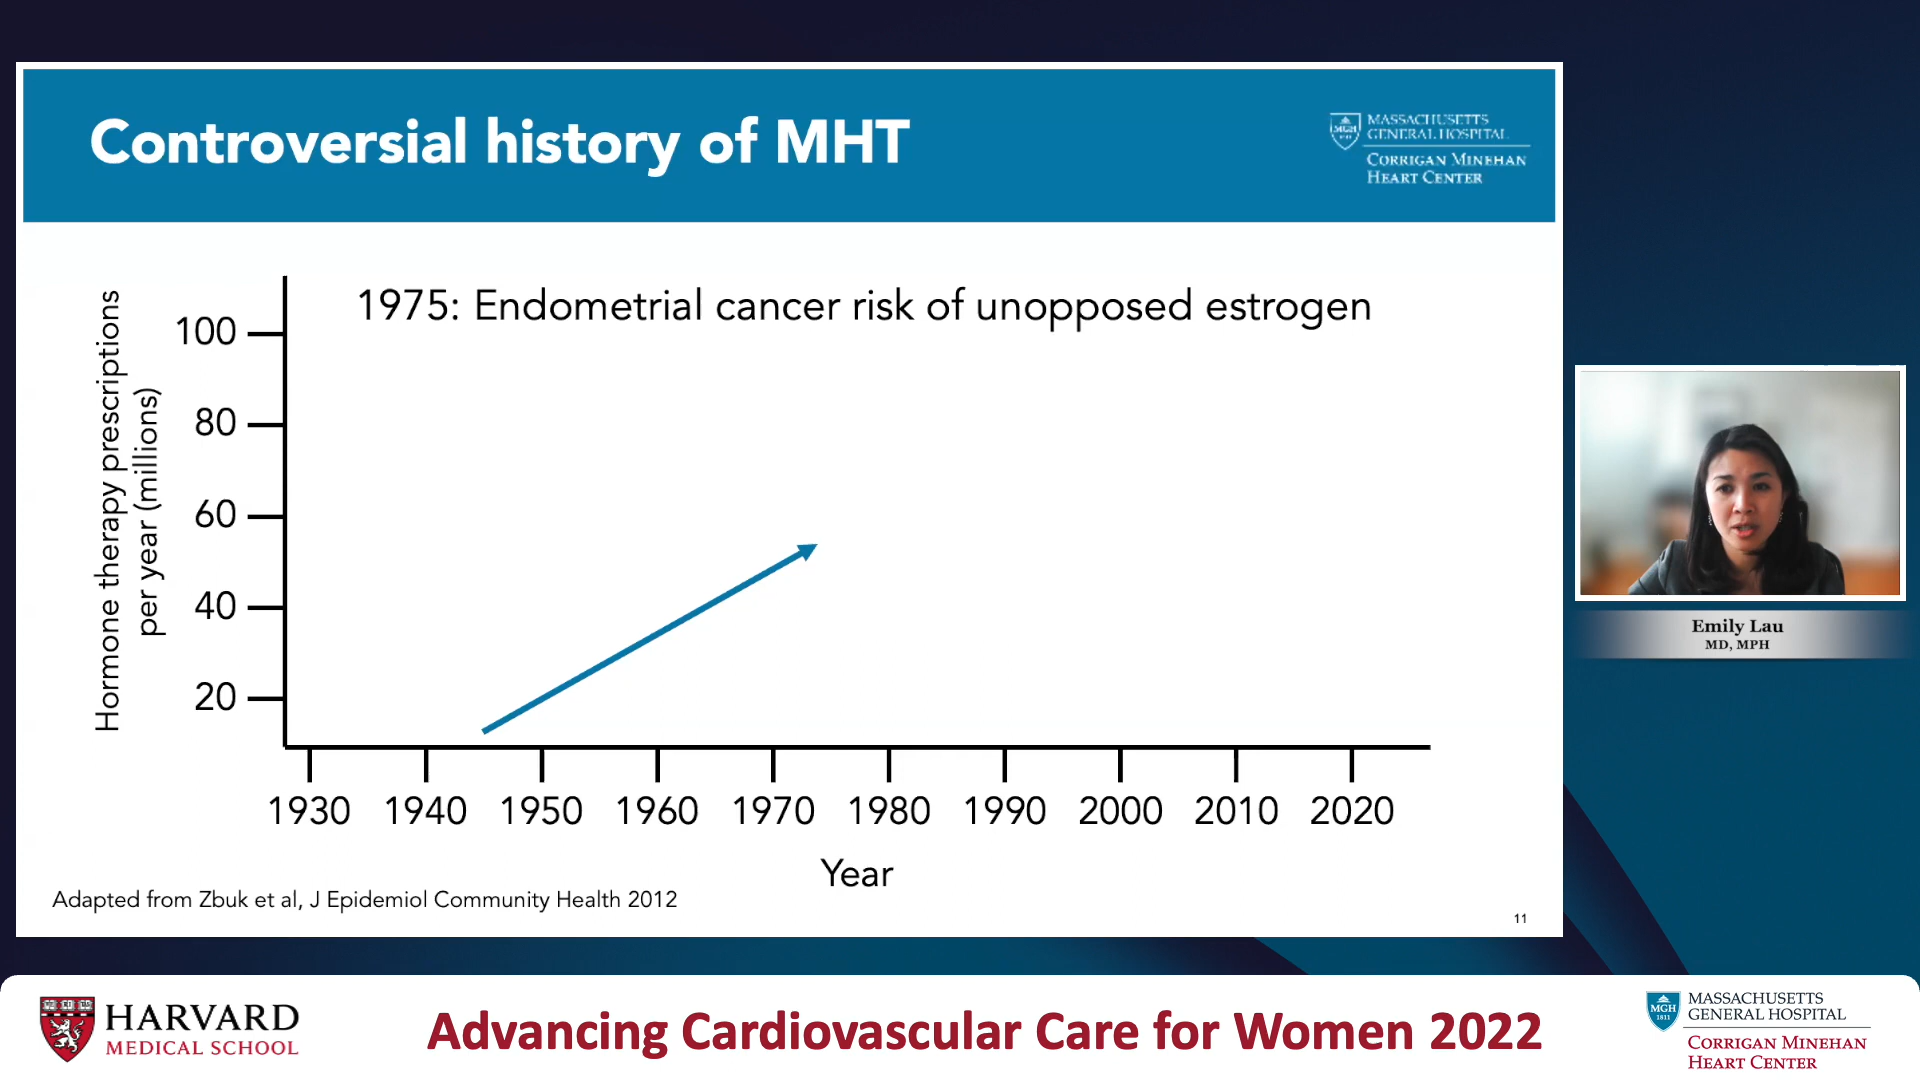 Controversial history of MHT
MASSACHUSETTS
GENERAL HOSPITAL
CORRIGAN MINEHAN
HEART CENTER
MGH
1811
1975: Endometrial cancer risk of unopposed estrogen
Hormone therapy prescriptions
per year (millions)
100
80
60
40
20
1930 1940 1950 1960 1970 1980 1990 2000 2010 2020
Year
Adapted from Zbuk et al, J Epidemiol Community Health 2012
11
Emily Lau
MD, MPH
HARVARD
MEDICAL SCHOOL
Advancing Cardiovascular Care for Women 2022
MGH
1811
MASSACHUSETTS
GENERAL HOSPITAL
CORRIGAN MINEHAN
HEART CENTER